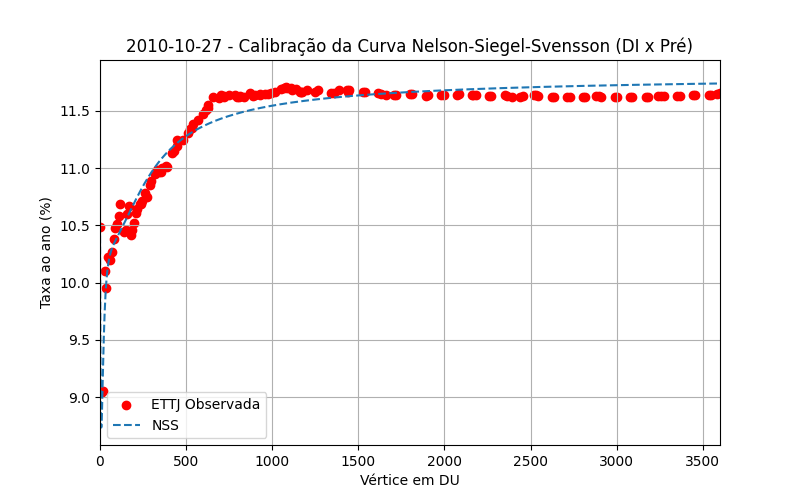 2010-10-27 - Calibração da Curva Nelson-Siegel-Svensson (DI x Pré)
Taxa ao ano (%)
11.5
11.0
10.5
10.0
9.5
9.0
ETTJ Observada
NSS
0 500 1000 1500 2000 2500 3000 3500
Vértice em DU